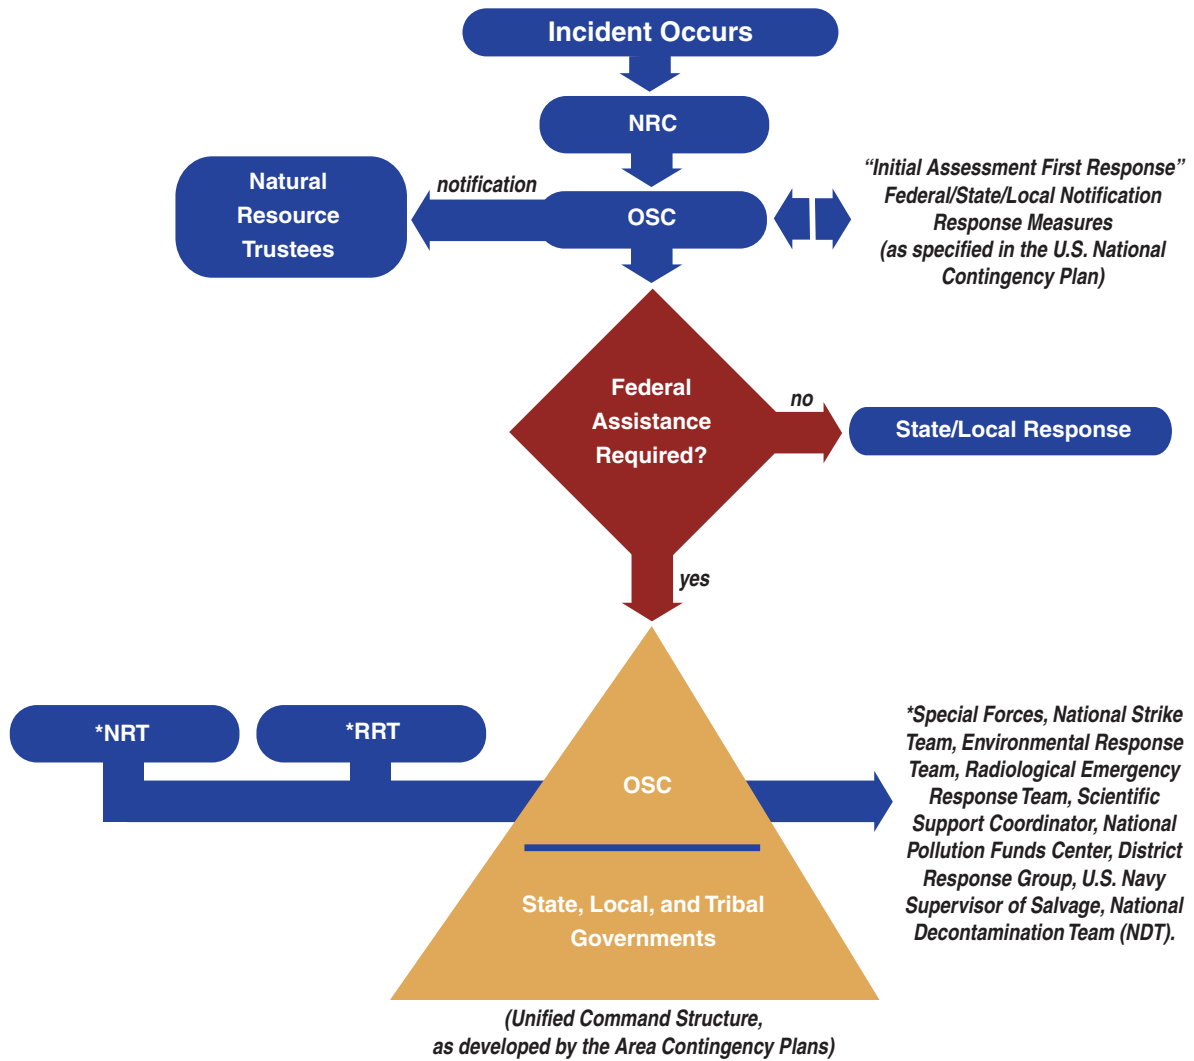 Incident Occurs
NRC
Natural
Resource
Trustees
notification
OSC
“Initial Assessment First Response”
Federal/State/Local Notification
Response Measures
(as specified in the U.S. National
Contingency Plan)
Federal
Assistance
Required?
no
State/Local Response
yes
*NRT
*RRT
OSC
State, Local, and Tribal
Governments
*Special Forces, National Strike
Team, Environmental Response
Team, Radiological Emergency
Response Team, Scientific
Support Coordinator, National
Pollution Funds Center, District
Response Group, U.S. Navy
Supervisor of Salvage, National
Decontamination Team (NDT).
(Unified Command Structure,
as developed by the Area Contingency Plans)